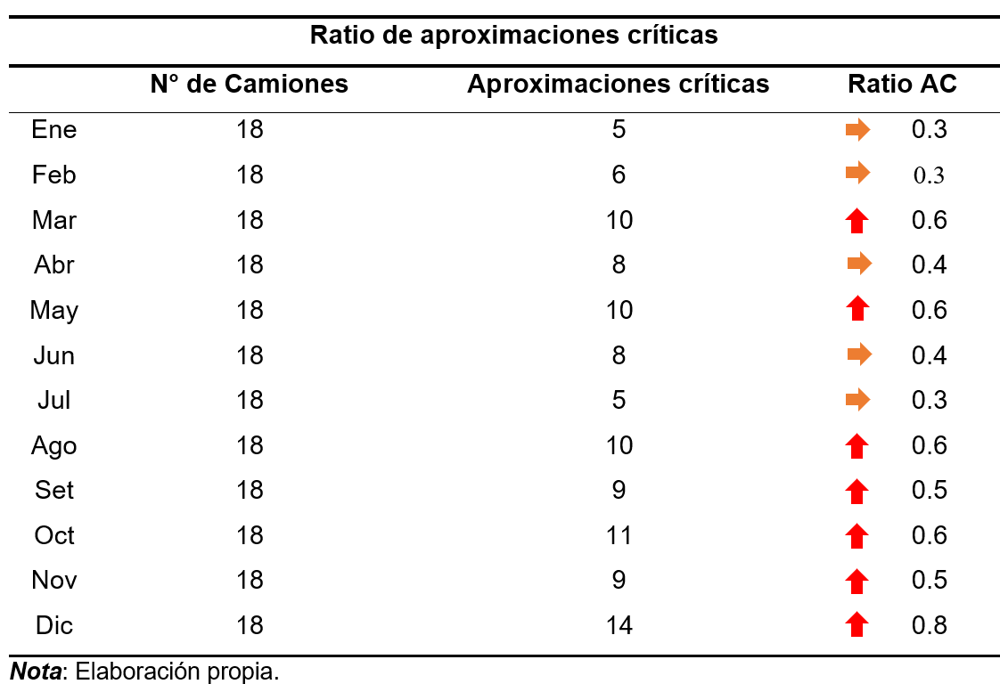 Ratio de aproximaciones críticas
N° de Camiones Aproximaciones críticas Ratio AC
Ene 18 5 0.3
Feb 18 6 0.3
Mar 18 10 0.6
Abr 18 8 0.4
May 18 10 0.6
Jun 18 8 0.4
Jul 18 5 0.3
Ago 18 10 0.6
Set 18 9 0.5
Oct 18 11 0.6
Nov 18 9 0.5
Dic 18 14 0.8
Nota: Elaboración propia.